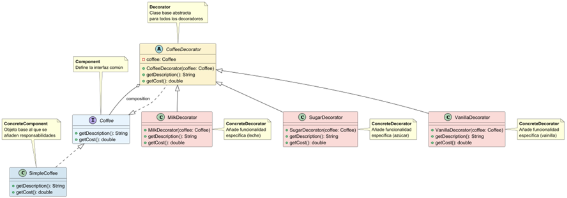 Decorator
Clase base abstracta
para todos los decoradores
A CoffeeDecorator
coffee: Coffee
CoffeeDecorator(coffee: Coffee)
getDescription(): String
getCost(): double
Component
Define la interfaz común
composition
ConcreteComponent
Objeto base al que se
añaden responsabilidades
I Coffee
getDescription(): String
getCost(): double
C MilkDecorator
MilkDecorator(coffee: Coffee)
getDescription(): String
getCost(): double
ConcreteDecorator
Añade funcionalidad
específica (leche)
C SugarDecorator
SugarDecorator(coffee: Coffee)
getDescription(): String
getCost(): double
ConcreteDecorator
Añade funcionalidad
específica (azúcar)
C VanillaDecorator
VanillaDecorator(coffee: Coffee)
getDescription(): String
getCost(): double
ConcreteDecorator
Añade funcionalidad
específica (vainilla)
C SimpleCoffee
getDescription(): String
getCost(): double